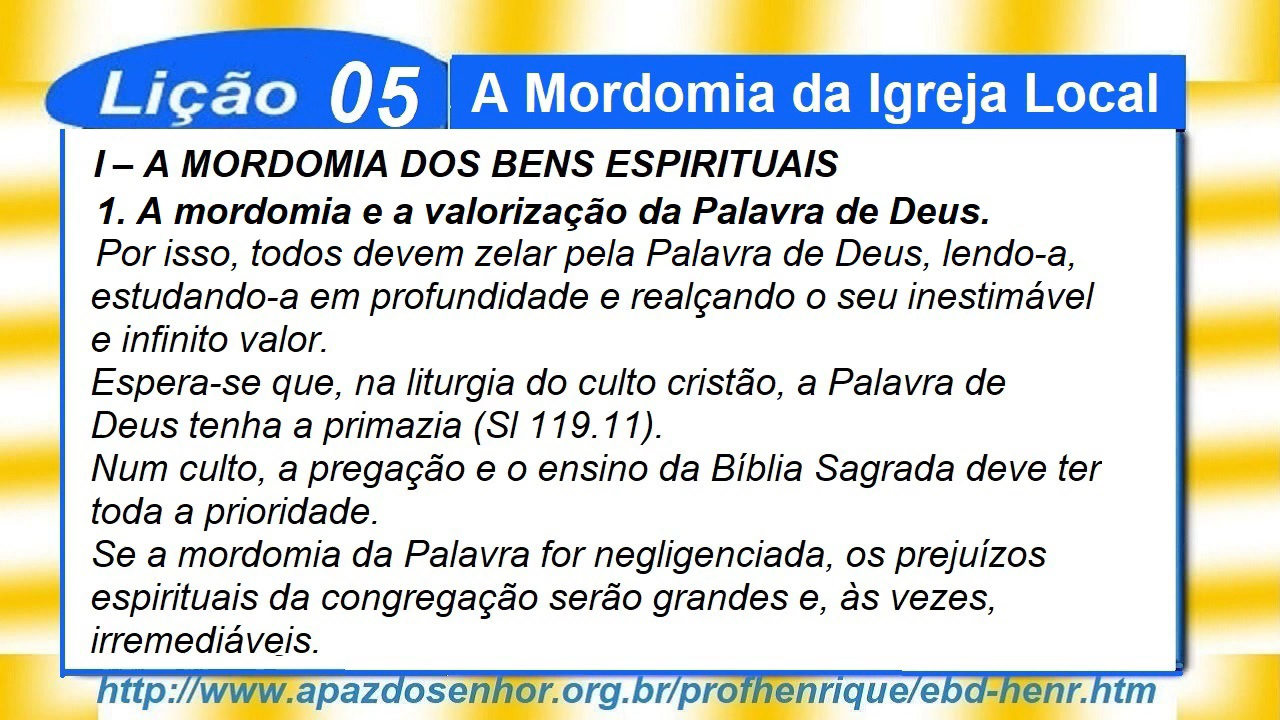 Lição 05 A Mordomia da Igreja Local
I – A MORDOMIA DOS BENS ESPIRITUAIS
1. A mordomia e a valorização da Palavra de Deus.
Por isso, todos devem zelar pela Palavra de Deus, lendo-a,
estudando-a em profundidade e realçando o seu inestimável
e infinito valor.
Espera-se que, na liturgia do culto cristão, a Palavra de
Deus tenha a primazia (Sl 119.11).
Num culto, a pregação e o ensino da Bíblia Sagrada deve ter
toda a prioridade.
Se a mordomia da Palavra for negligenciada, os prejuízos
espirituais da congregação serão grandes e, às vezes,
irremediáveis.
http://www.apazdosenhor.org.br/profhenrique/ebd-henr.htm